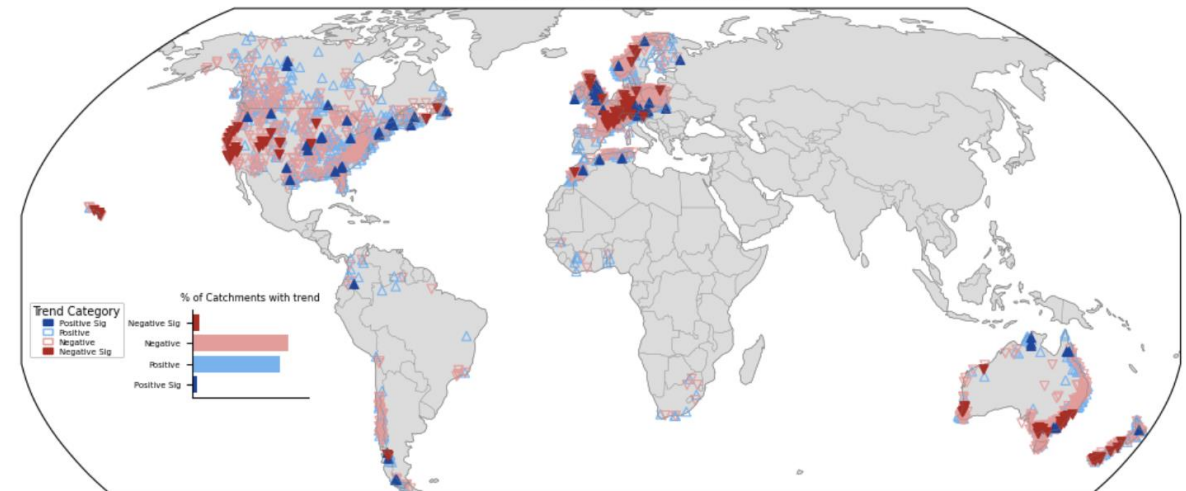 % of Catchments with trend
Trend Category
Positive Sig
Positive
Negative
Negative Sig
Negative Sig
Negative
Positive
Positive Sig